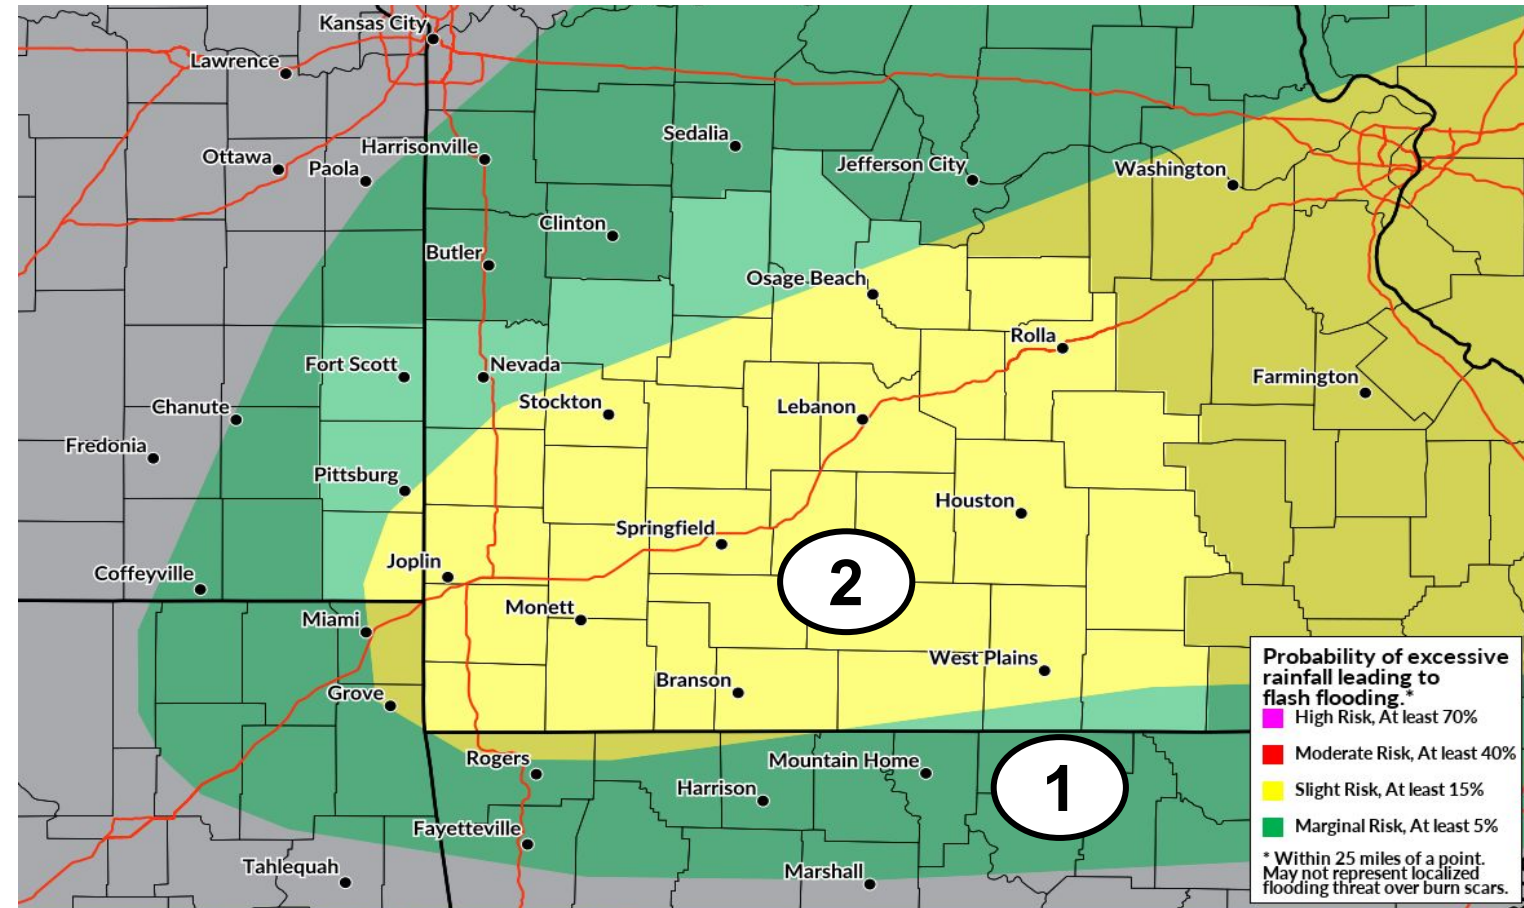 Kansas City
Lawrence
Sedalia
Harrisonville
Ottawa
Paola
Jefferson City
Washington
Clinton
Butler
Osage Beach
Rolla
Fort Scott
Nevada
Farmington
Stockton
Chanute
Lebanon
Fredonia
Pittsburg
Houston
Springfield
Joplin
Coffeyville
2
Monett
Miami
West Plains
Branson
Grove
Rogers
Mountain Home
Harrison
1
Fayetteville
Tahlequah
Marshall
Probability of excessive
rainfall leading to
flash flooding.*
High Risk, At least 70%
Moderate Risk, At least 40%
Slight Risk, At least 15%
Marginal Risk, At least 5%
* Within 25 miles of a point.
May not represent localized
flooding threat over burn scars.